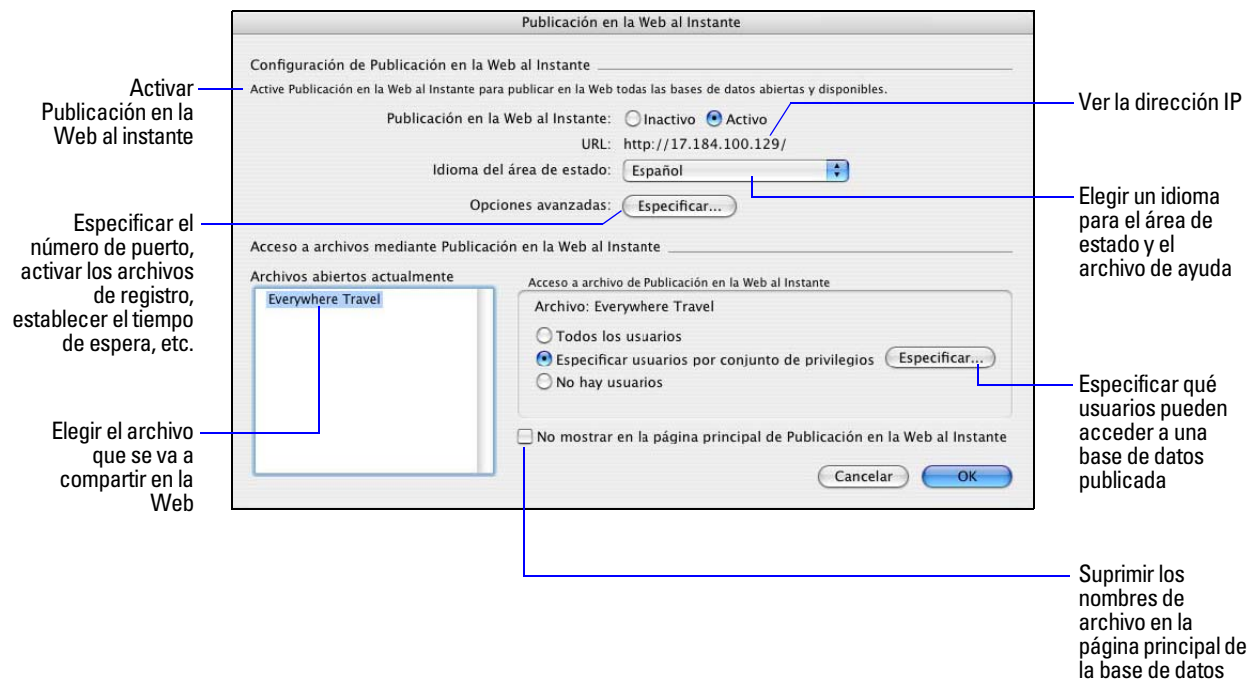 Publicación en la Web al Instante
Configuración de Publicación en la Web al Instante
Active Publicación en la Web al Instante para publicar en la Web todas las bases de datos abiertas y disponibles.
Publicación en la Web al Instante: Inactivo Activo
URL: http://17.184.100.129/
Idioma del área de estado: Español
Opciones avanzadas: Especificar...
Acceso a archivos mediante Publicación en la Web al Instante
Archivos abiertos actualmente
Everywhere Travel
Acceso a archivo de Publicación en la Web al Instante
Archivo: Everywhere Travel
Todos los usuarios
Especificar usuarios por conjunto de privilegios Especificar...
No hay usuarios
No mostrar en la página principal de Publicación en la Web al Instante
Cancelar OK
Activar
Publicación en la
Web al instante
Especificar el
número de puerto,
activar los archivos
de registro,
establecer el tiempo
de espera, etc.
Elegir el archivo
que se va a
compartir en la
Web
Ver la dirección IP
Elegir un idioma
para el área de
estado y el
archivo de ayuda
Especificar qué
usuarios pueden
acceder a una
base de datos
publicada
Suprimir los
nombres de
archivo en la
página principal de
la base de datos